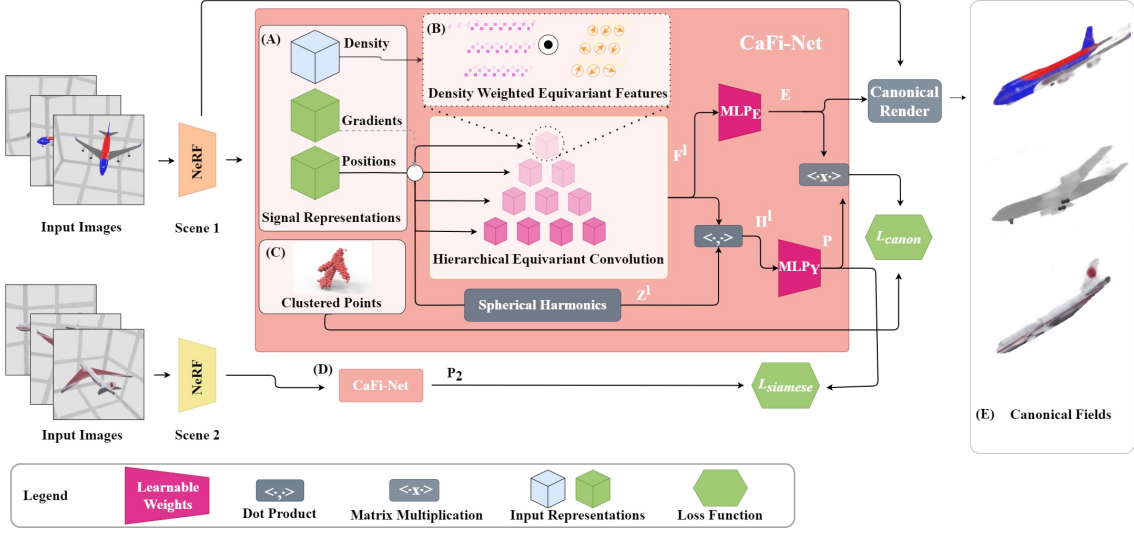 (A)
Density
Gradients
Positions
Signal Representations
(B)
Density Weighted Equivariant Features
CaFi-Net
Hierarchical Equivariant Convolution
(C)
Clustered Points
Spherical Harmonics
Z^l
F^l
<·,·>
H^l
MLP_E
E
MLP_Y
P
<·x·>
L_canon
Canonical
Render
Input Images
NeRF
Scene 1
Input Images
NeRF
Scene 2
(D)
CaFi-Net
P_2
L_siamese
(E) Canonical Fields
Legend
Learnable
Weights
<·,·>
Dot Product
<·x·>
Matrix Multiplication
Input Representations
Loss Function